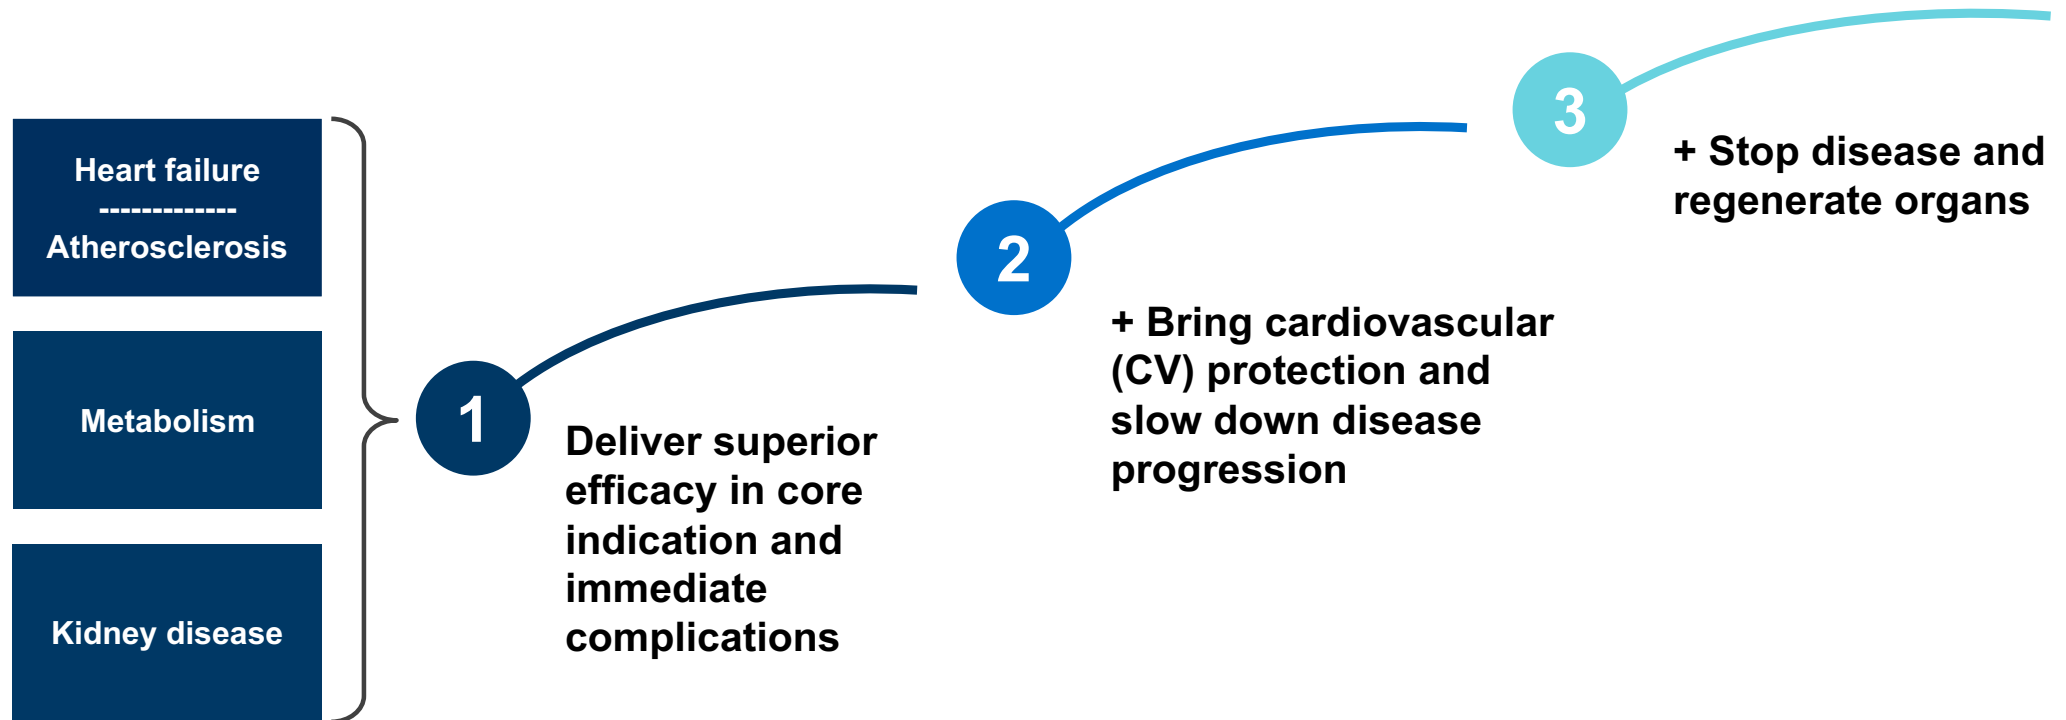 Heart failure
-------------
Atherosclerosis
Metabolism
Kidney disease
1
Deliver superior
efficacy in core
indication and
immediate
complications
2
+ Bring cardiovascular
(CV) protection and
slow down disease
progression
3
+ Stop disease and
regenerate organs